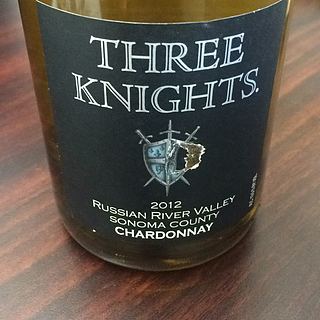 THREE
KNIGHTS.
2012
RUSSIAN RIVER VALLEY
SONOMA COUNTY
CHARDONNAY